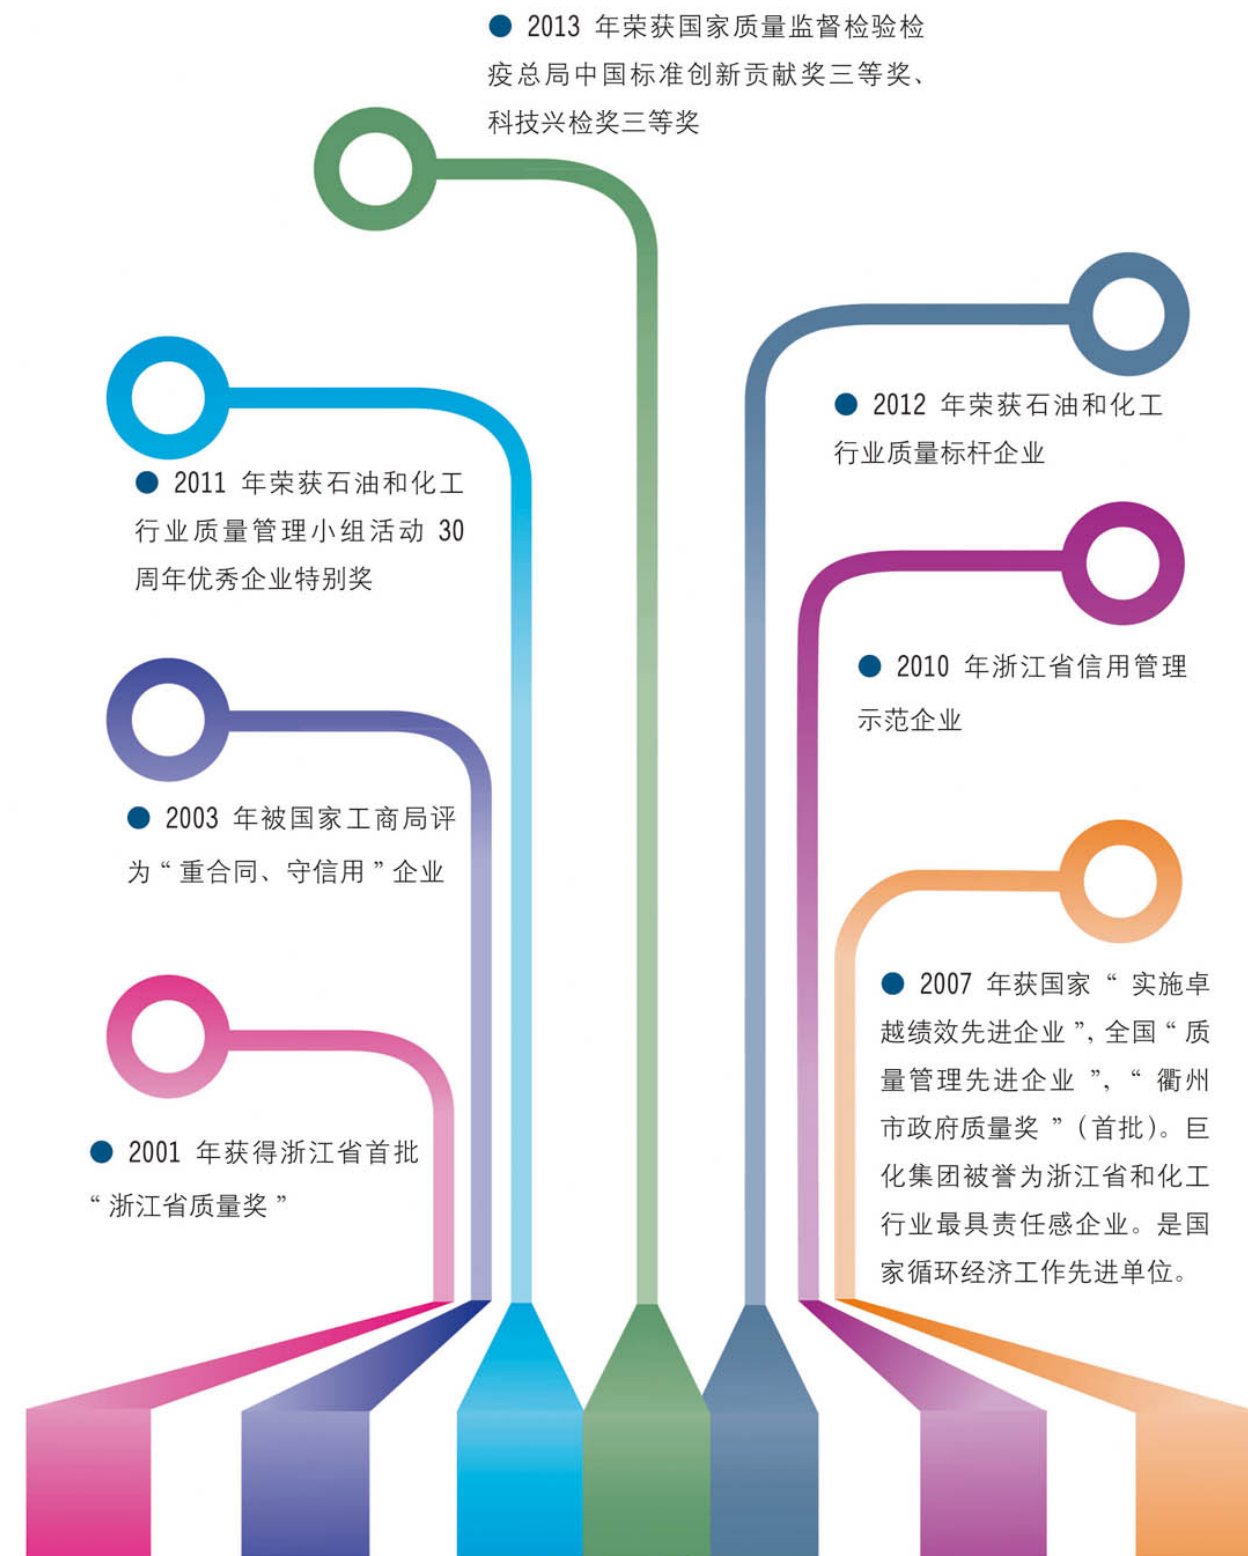 ● 2013 年荣获国家质量监督检验检
疫总局中国标准创新贡献奖三等奖、
科技兴检奖三等奖
● 2012 年荣获石油和化工
行业质量标杆企业
● 2011 年荣获石油和化工
行业质量管理小组活动 30
周年优秀企业特别奖
● 2010 年浙江省信用管理
示范企业
● 2003 年被国家工商局评
为“重合同、守信用”企业
● 2007 年获国家“实施卓
越绩效先进企业”，全国“质
量管理先进企业”，“衢州
市政府质量奖”（首批）。巨
化集团被誉为浙江省和化工
行业最具责任感企业。是国
家循环经济工作先进单位。
● 2001 年获得浙江省首批
“浙江省质量奖”